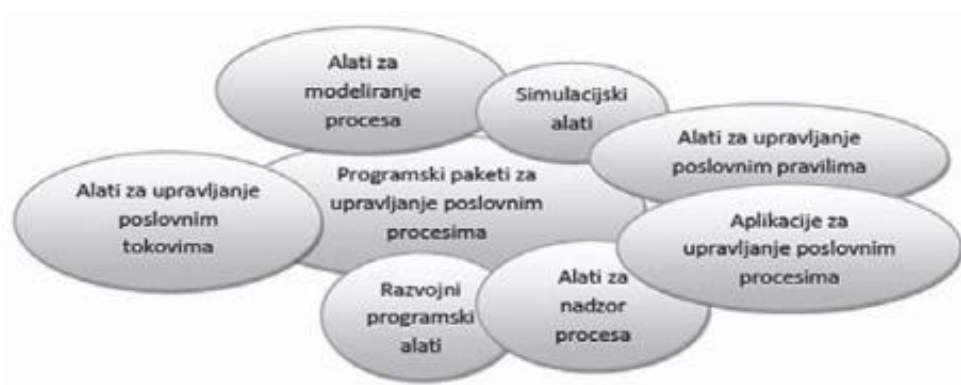 Alati za
modeliranje
procesa
Simulacijski
alati
Alati za upravljanje
poslovnim pravilima
Alati za upravljanje
poslovnim
tokovima
Programski paketi za
upravljanje poslovnim
procesima
Aplikacije za
upravljanje poslovnim
procesima
Razvojni
programski
alati
Alati za
nadzor
procesa